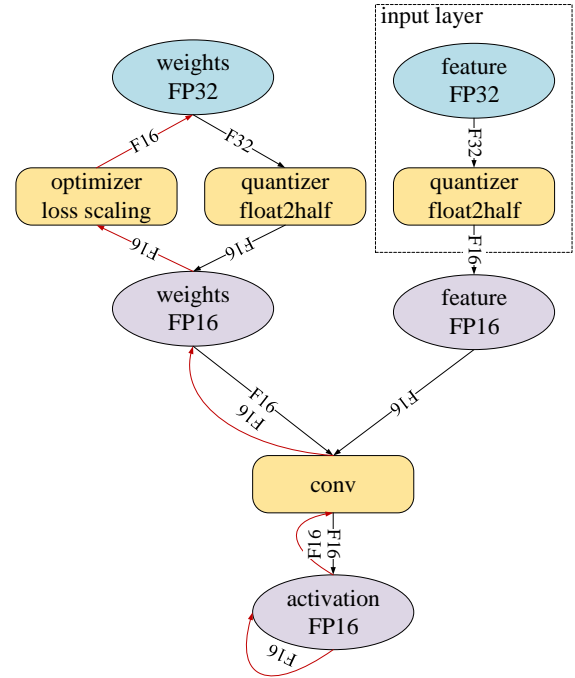 input layer
weights
FP32
feature
FP32
F16
F32
F32
optimizer
loss scaling
quantizer
float2half
quantizer
float2half
F16
F16
F16
weights
FP16
feature
FP16
F16
F16
F16
conv
F16
F16
activation
FP16
F16